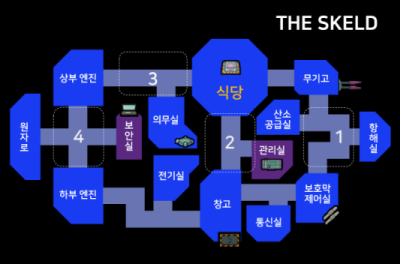 THE SKELD
상부 엔진
3
식당
무기고
원자로
4
보안실
의무실
2
산소
공급실
1
항해실
관리실
하부 엔진
전기실
창고
통신실
보호막
제어실